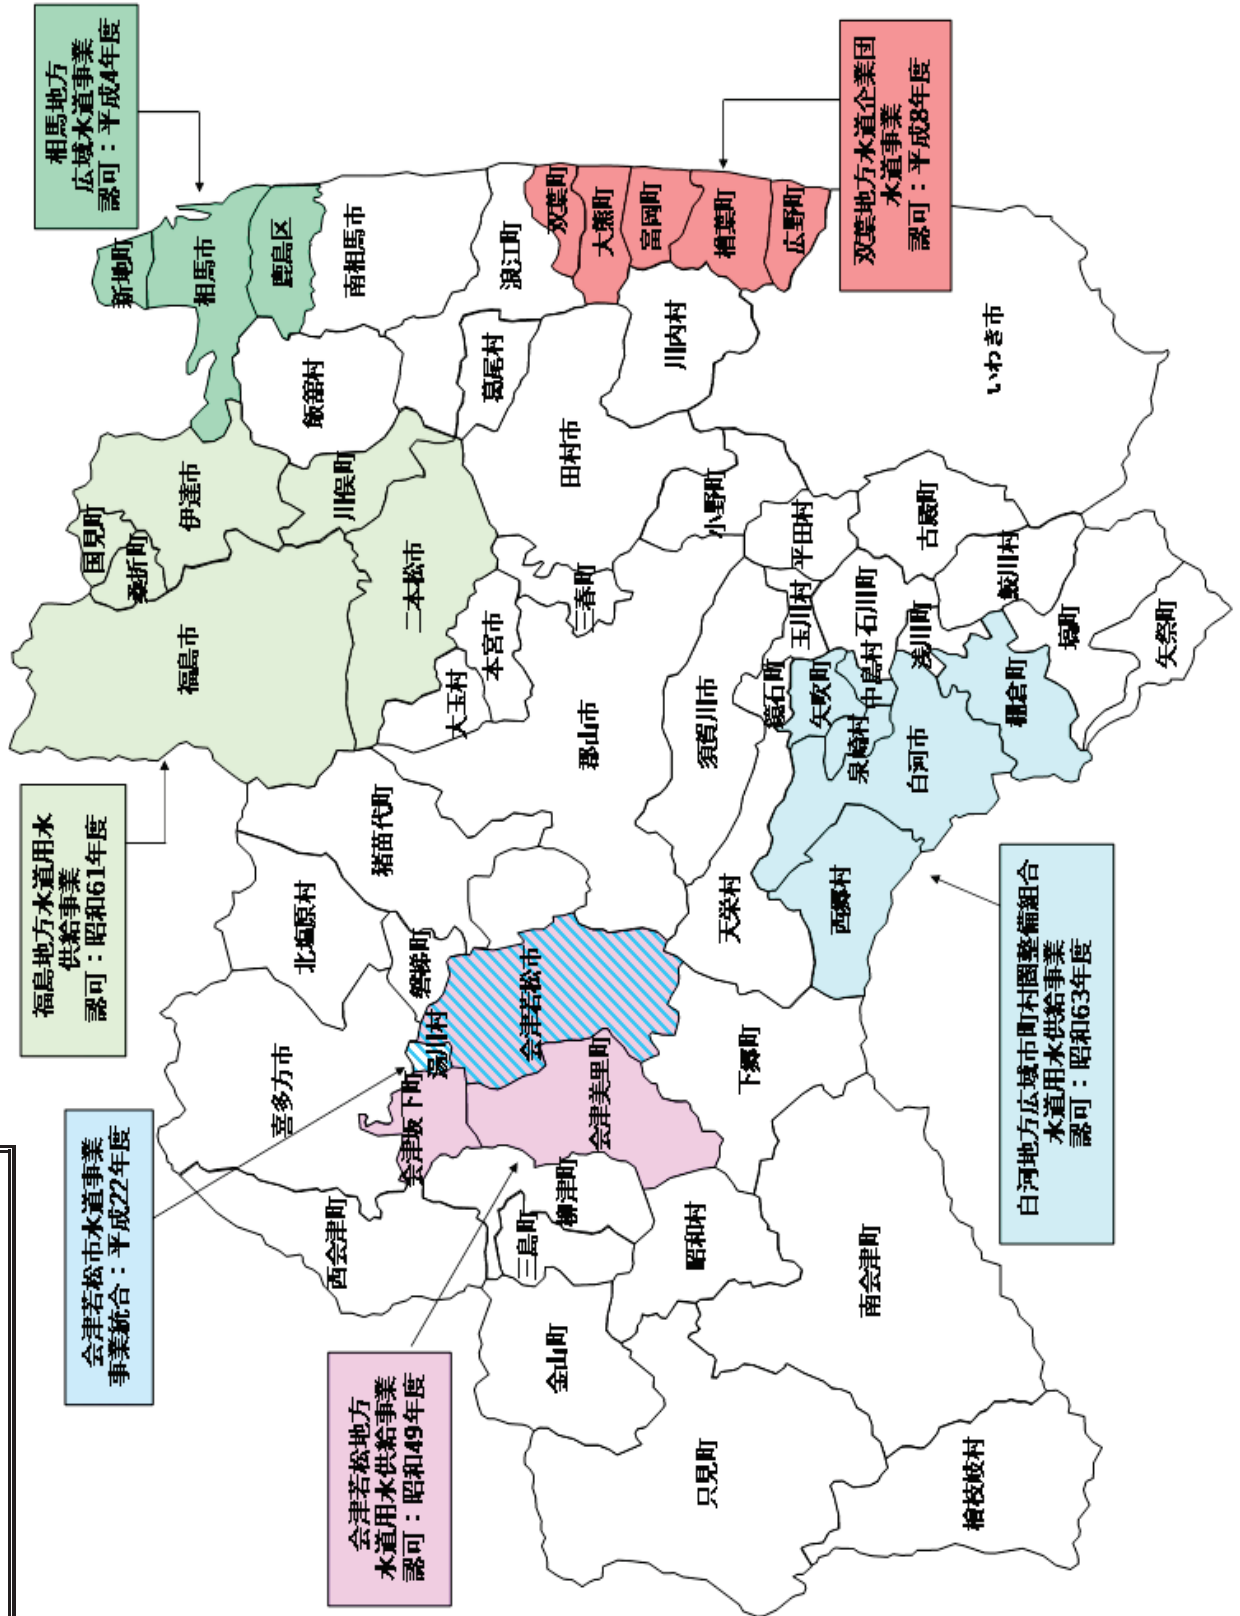 相馬地方
広域水道事業
認可：平成4年度
双葉地方水道企業団
水道事業
認可：平成8年度
福島地方水道用水
供給事業
認可：昭和61年度
会津若松市水道事業
事業統合：平成22年度
会津若松地方
水道用水供給事業
認可：昭和49年度
白河地方広域市町村圏整備組合
水道用水供給事業
認可：昭和63年度
新地町
相馬市
鹿島区
南相馬市
浪江町
双葉町
大熊町
富岡町
楢葉町
広野町
飯舘村
葛尾村
川内村
いわき市
国見町
桑折町
伊達市
川俣町
福島市
二本松市
大玉村
本宮市
三春町
田村市
小野町
郡山市
須賀川市
鏡石町
玉川村
平田村
石川町
古殿町
浅川町
鮫川村
矢吹町
中島村
泉崎村
白河市
棚倉町
塙町
矢祭町
西郷村
天栄村
猪苗代町
北塩原村
磐梯町
喜多方市
湯川村
会津若松市
会津坂下町
会津美里町
下郷町
西会津町
柳津町
三島町
昭和村
金山町
南会津町
只見町
檜枝岐村